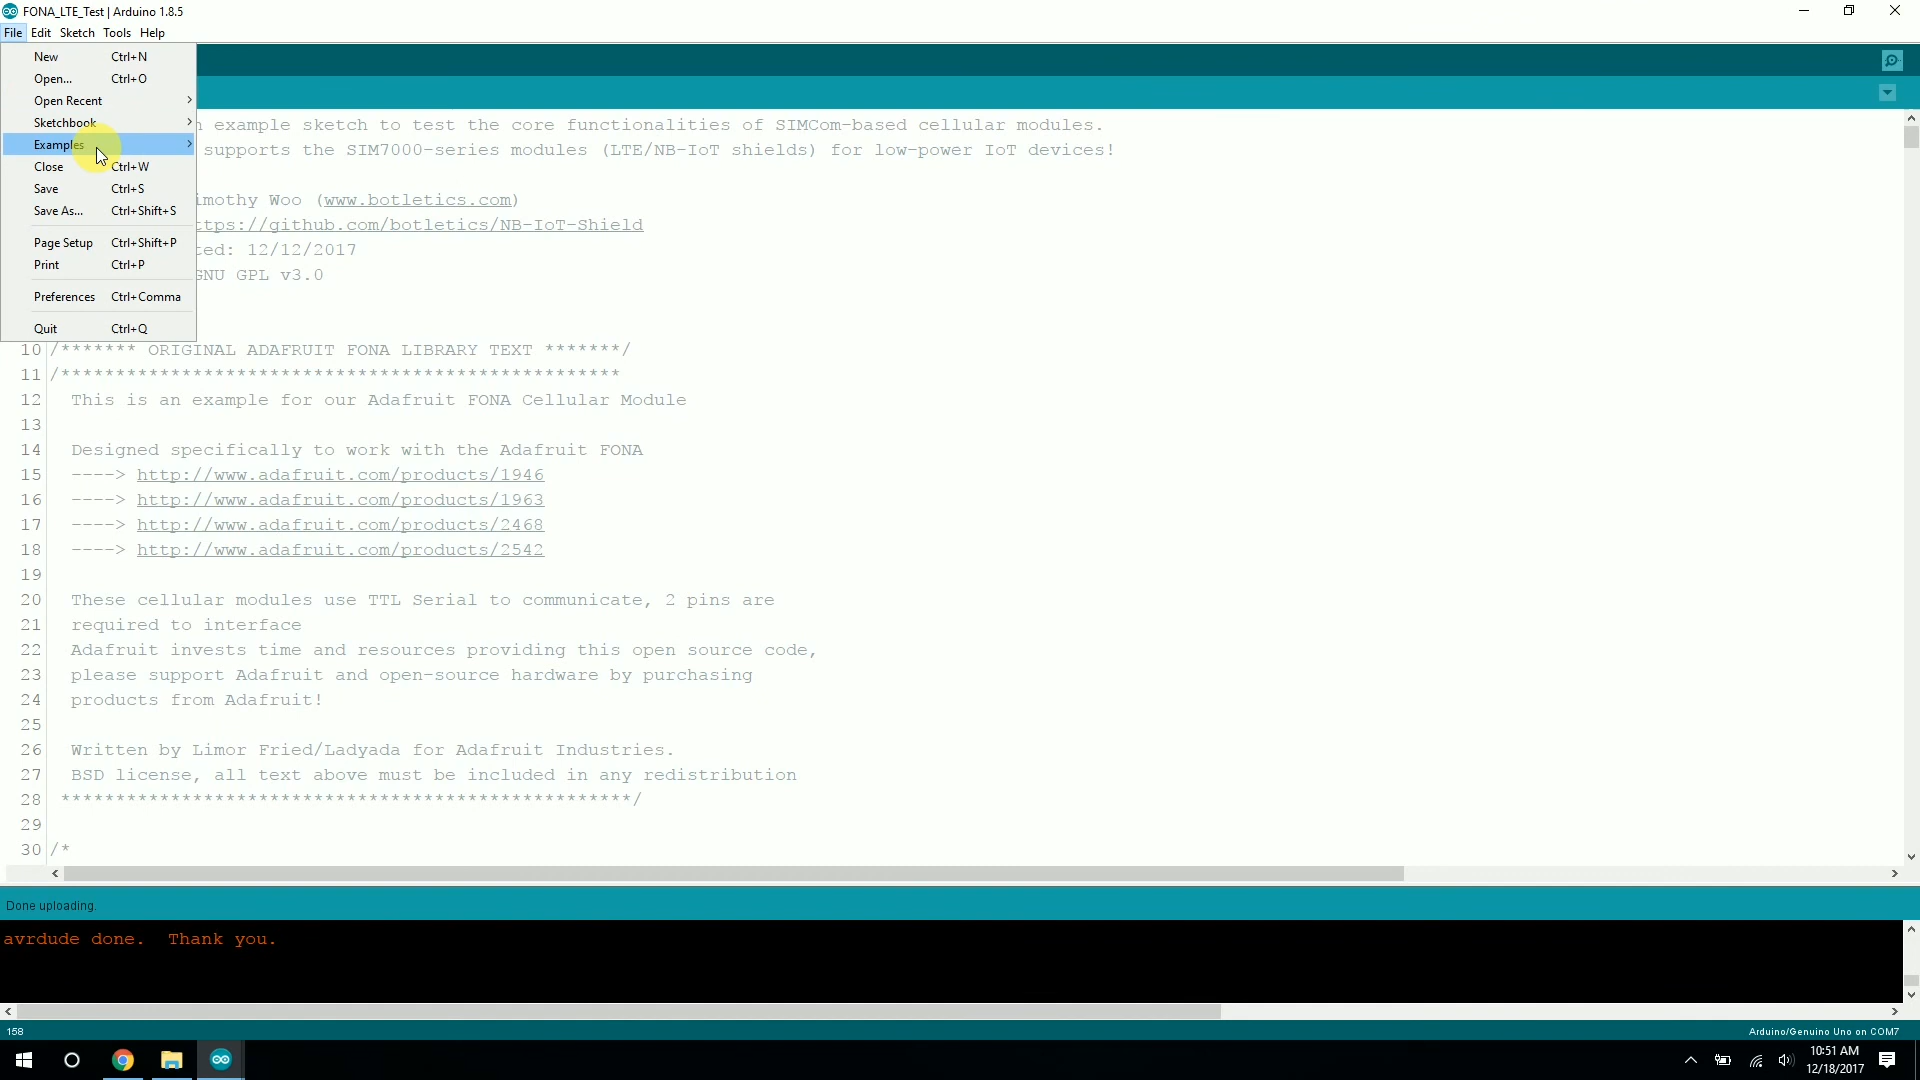 FONA_LTE_Test | Arduino 1.8.5
File Edit Sketch Tools Help
New Ctrl+N
Open... Ctrl+O
Open Recent
Sketchbook
Examples
Close Ctrl+W
Save Ctrl+S
Save As... Ctrl+Shift+S
Page Setup Ctrl+Shift+P
Print Ctrl+P
Preferences Ctrl+Comma
Quit Ctrl+Q
example sketch to test the core functionalities of SIMCom-based cellular modules.
supports the SIM7000-series modules (LTE/NB-IoT shields) for low-power IoT devices!
imothy Woo (www.botletics.com)
ttps://github.com/botletics/NB-IoT-Shield
ted: 12/12/2017
GNU GPL v3.0
10 /******* ORIGINAL ADAFRUIT FONA LIBRARY TEXT *******/
11 /***************************************************
12 This is an example for our Adafruit FONA Cellular Module
13
14 Designed specifically to work with the Adafruit FONA
15 ----> http://www.adafruit.com/products/1946
16 ----> http://www.adafruit.com/products/1963
17 ----> http://www.adafruit.com/products/2468
18 ----> http://www.adafruit.com/products/2542
19
20 These cellular modules use TTL Serial to communicate, 2 pins are
21 required to interface
22 Adafruit invests time and resources providing this open source code,
23 please support Adafruit and open-source hardware by purchasing
24 products from Adafruit!
25
26 Written by Limor Fried/Ladyada for Adafruit Industries.
27 BSD license, all text above must be included in any redistribution
28 ****************************************************/
29
30 /*
Done uploading.
avrdude done. Thank you.
158
Arduino/Genuino Uno on COM7
10:51 AM
12/18/2017